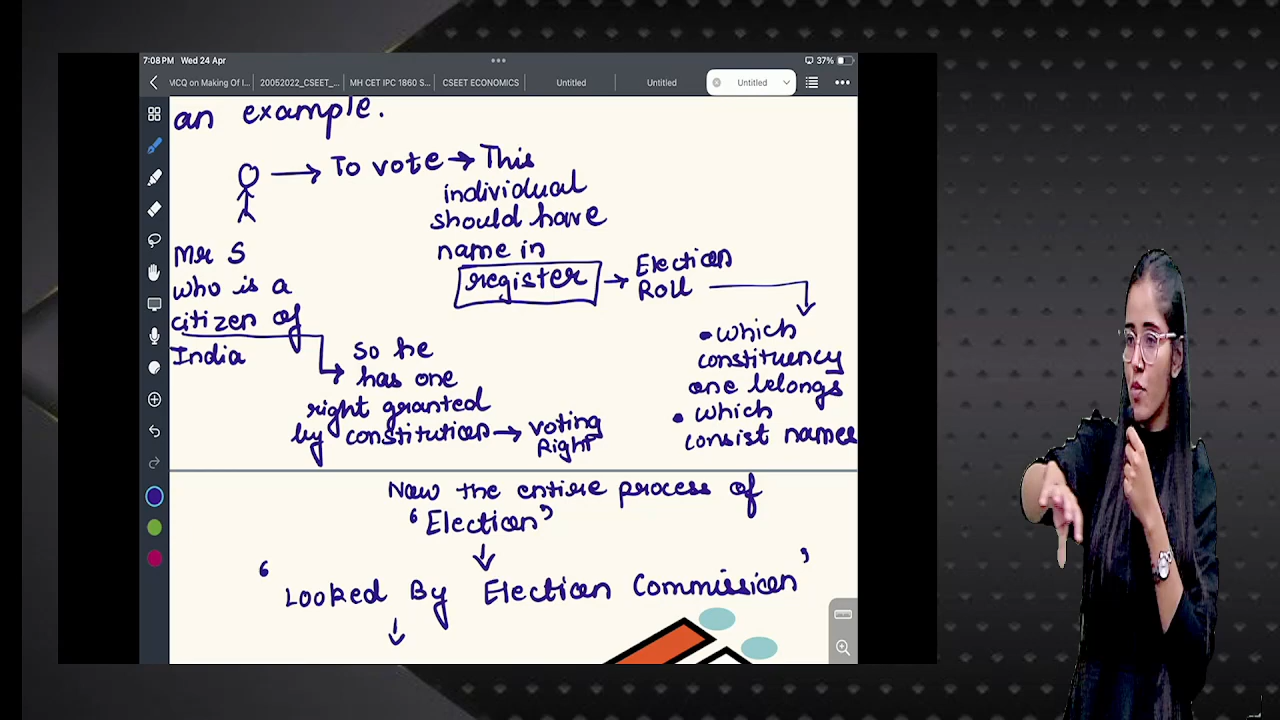 7:08 PM Wed 24 Apr
37%
MCQ on Making Of I...
20052022_CSEET_...
MH CET IPC 1860 S...
CSEET ECONOMICS
Untitled
Untitled
Untitled
an example.
→ To vote → This
individual
should have
name in
register → Election
Roll
Mr S
who is a
citizen of
India
So he
has one
right granted
by constitution → voting
Right
• which
constituency
one belongs
• which
consist names
Now the entire process of
'Election'
↓
'Looked By Election Commission'
↓